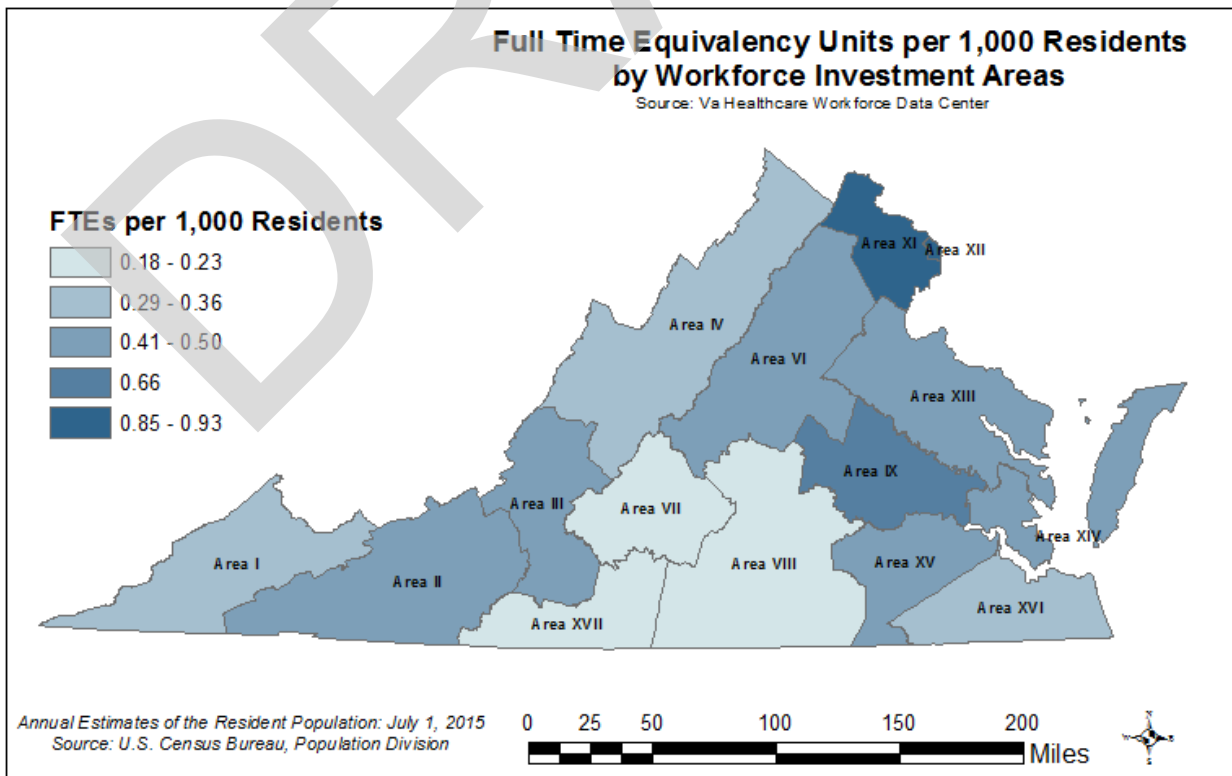 Full Time Equivalency Units per 1,000 Residents
by Workforce Investment Areas
Source: Va Healthcare Workforce Data Center
FTEs per 1,000 Residents
0.18 - 0.23
0.29 - 0.36
0.41 - 0.50
0.66
0.85 - 0.93
Area XI
Area XII
Area IV
Area VI
Area XIII
Area IX
Area III
Area VII
Area XIV
Area I
Area II
Area VIII
Area XV
Area XVI
Area XVII
Annual Estimates of the Resident Population: July 1, 2015
Source: U.S. Census Bureau, Population Division
0 25 50 100 150 200
Miles
N
W E
S